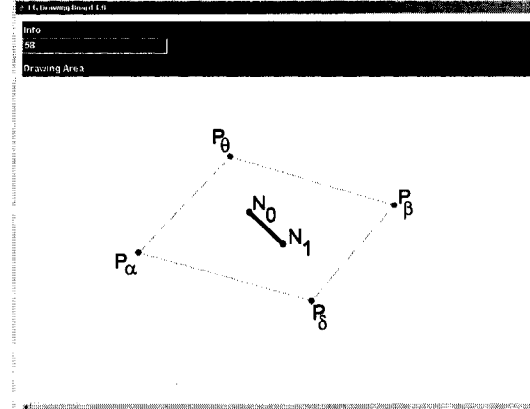 Info
58
Drawing Area
Pθ
Pβ
N0
N1
Pα
Pδ